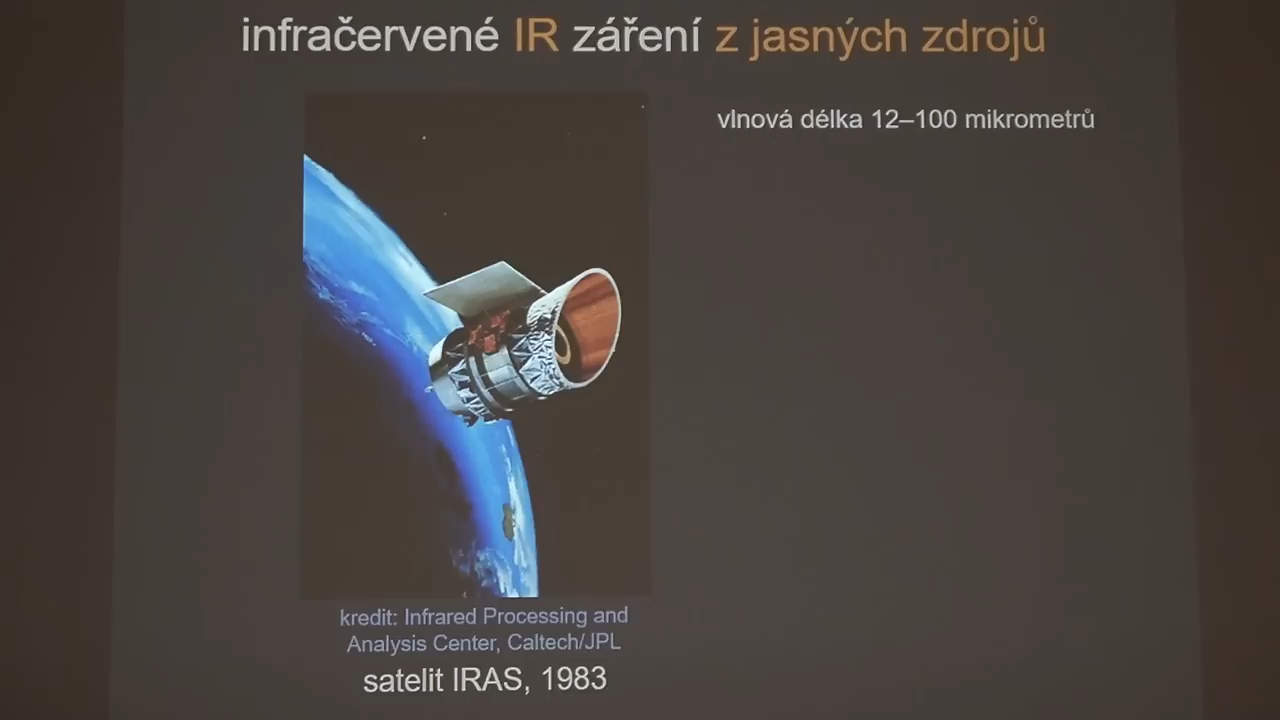 infračervené IR záření z jasných zdrojů
vlnová délka 12–100 mikrometrů
kredit: Infrared Processing and
Analysis Center, Caltech/JPL
satelit IRAS, 1983